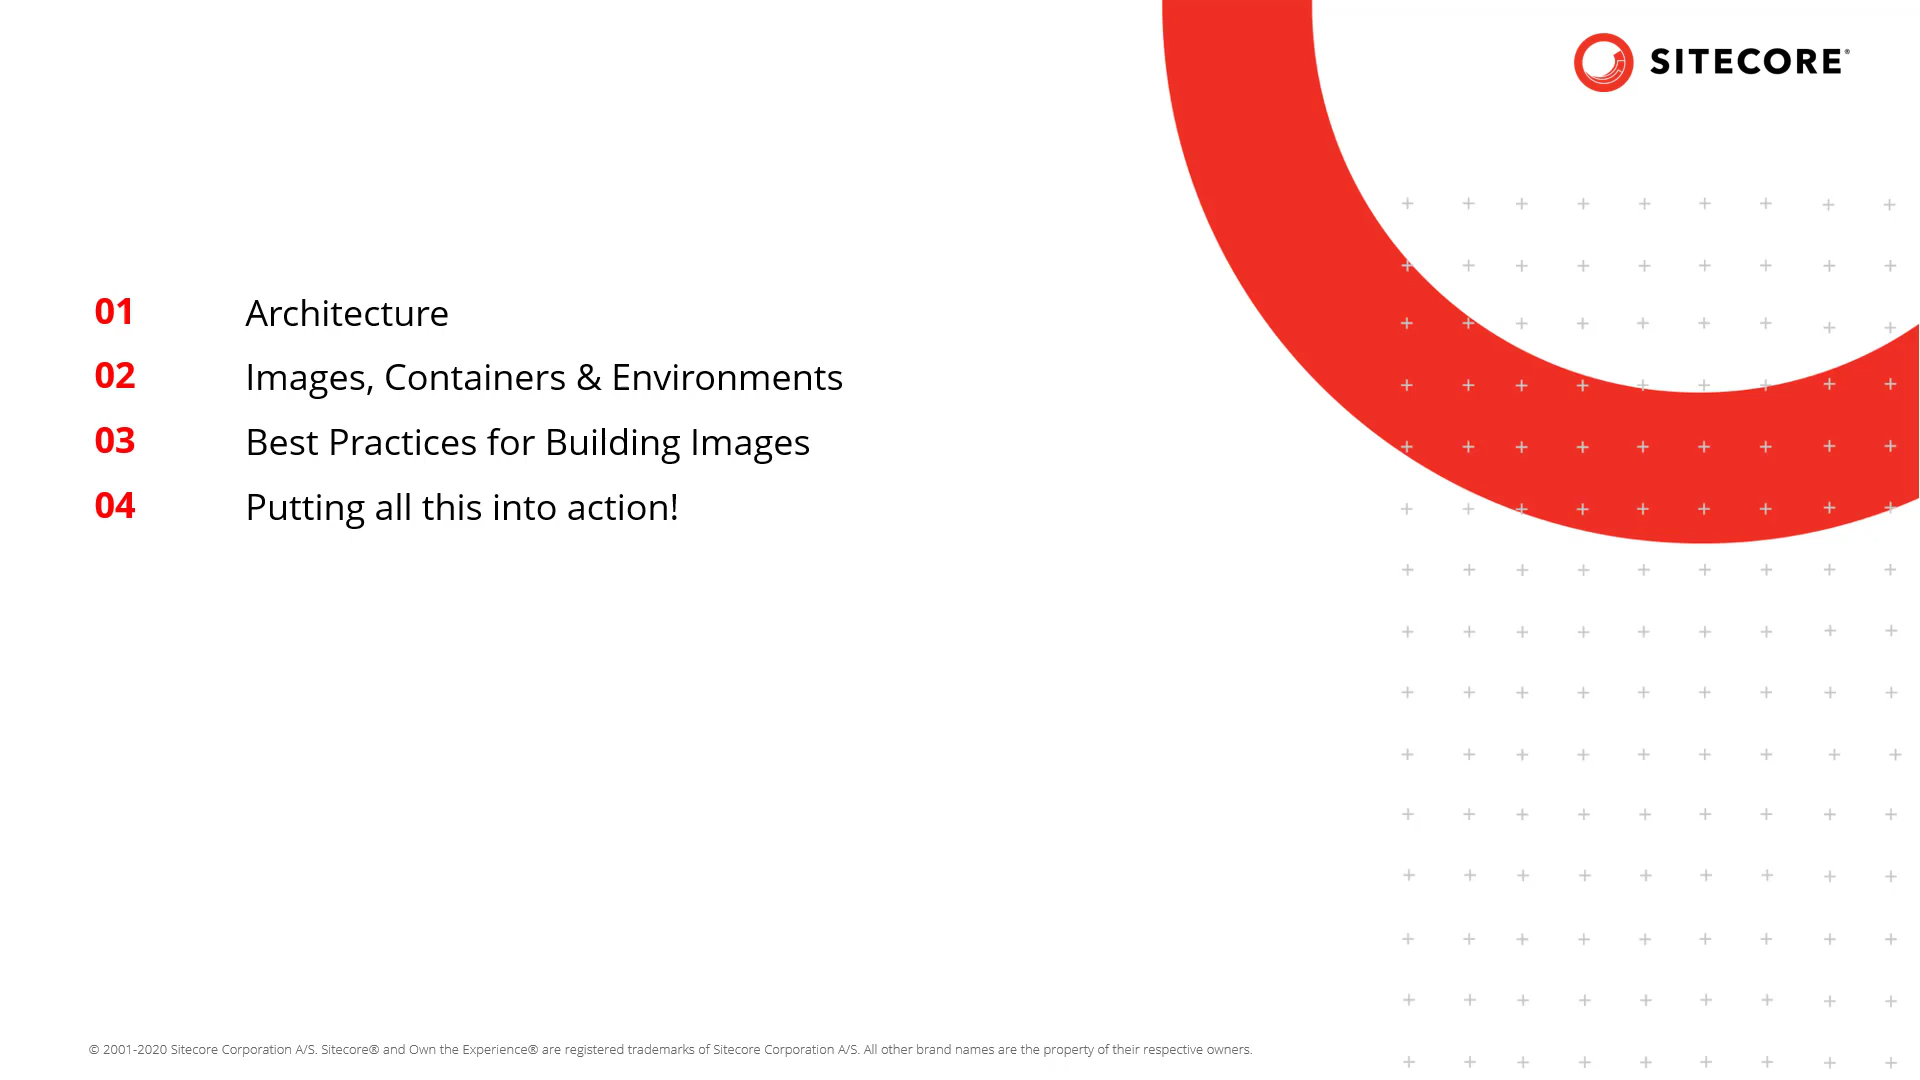 SITECORE®
01 Architecture
02 Images, Containers & Environments
03 Best Practices for Building Images
04 Putting all this into action!
© 2001-2020 Sitecore Corporation A/S. Sitecore® and Own the Experience® are registered trademarks of Sitecore Corporation A/S. All other brand names are the property of their respective owners.